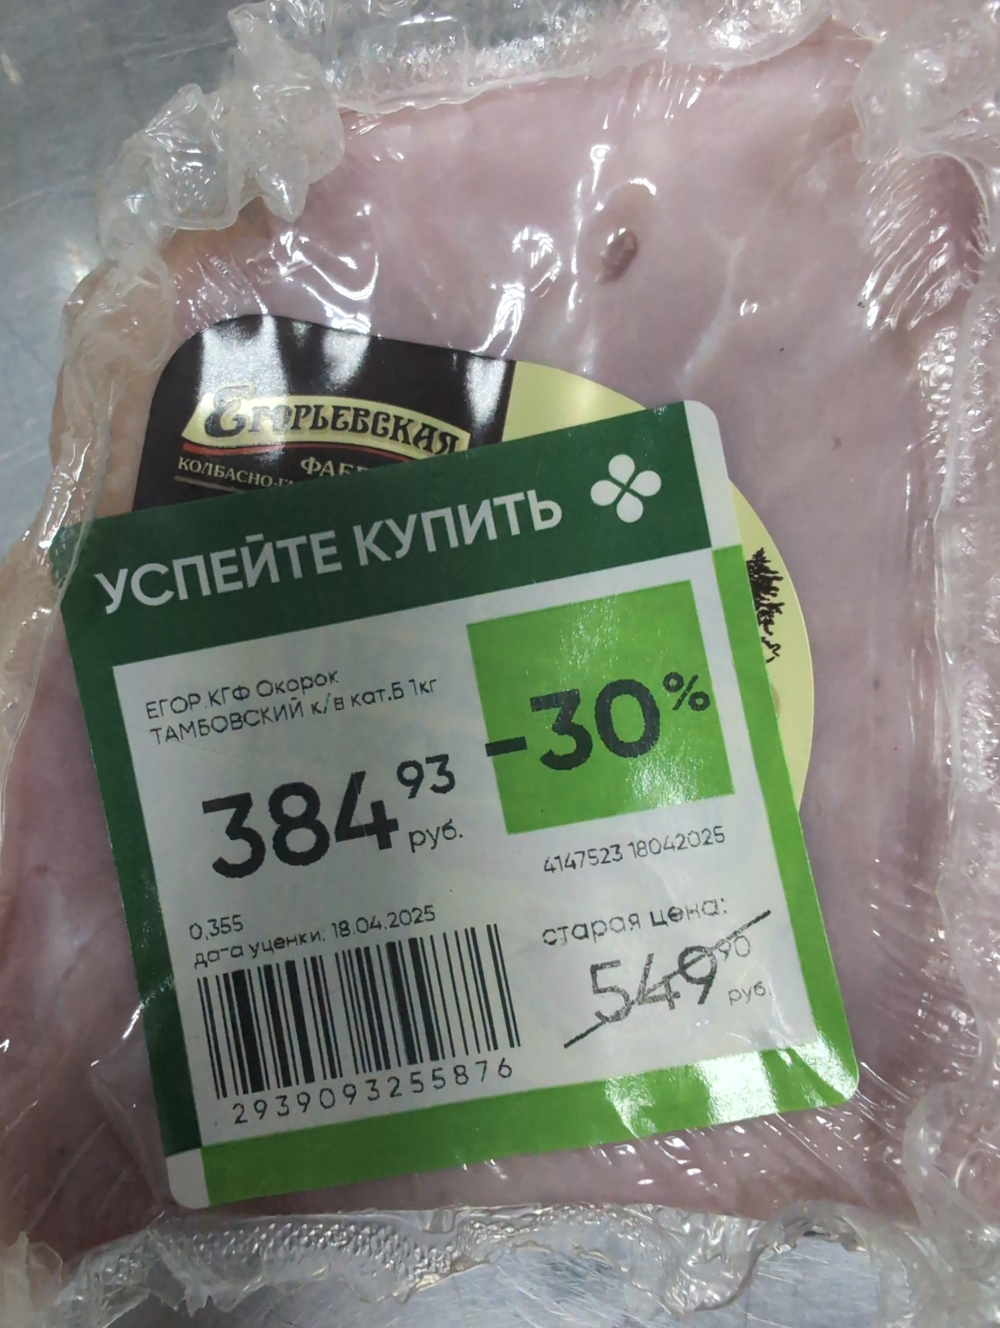 ЕГОРЬЕВСКАЯ
КОЛБАСНО-
УСПЕЙТЕ КУПИТЬ
ЕГОР.КГФ Окорок
ТАМБОВСКИЙ к/в кат.Б 1кг
-30%
384 93
руб.
4147523 18042025
0,355
дата уценки: 18.04.2025
старая цена:
549 90
руб.
2939093255876